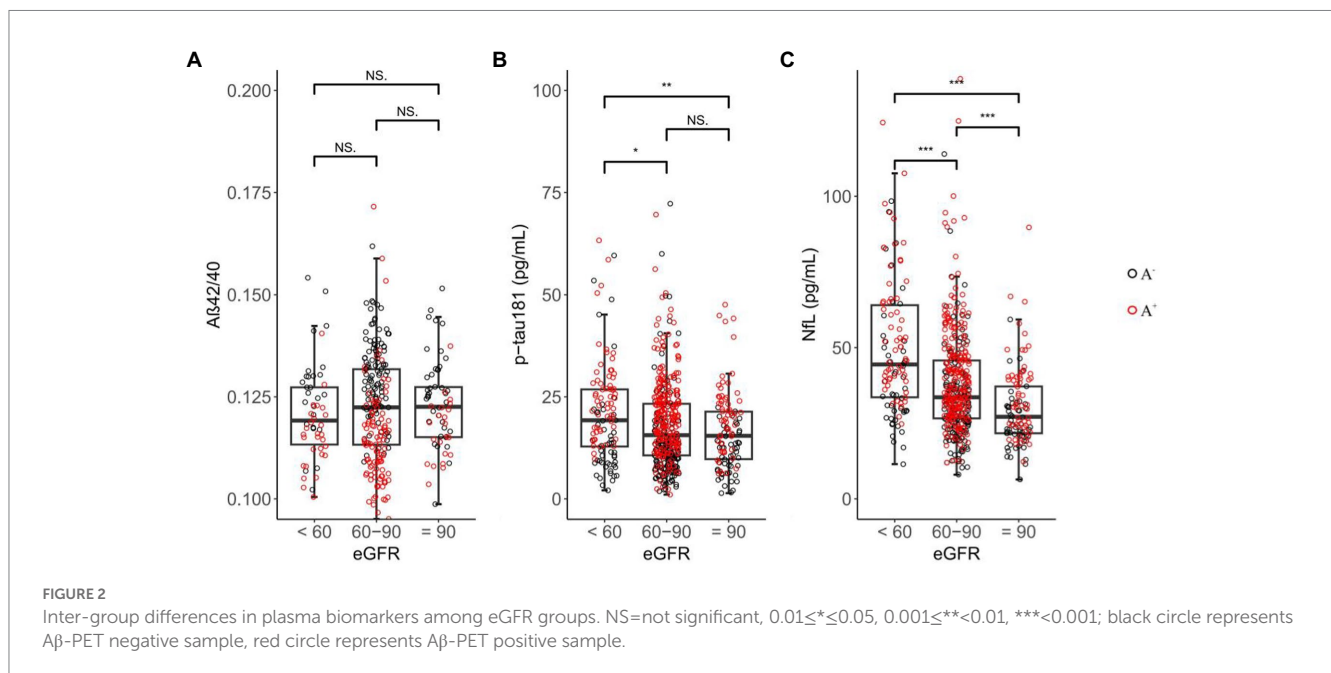 A
B
C
NS.
NS.
NS.
0.200
0.175
0.150
0.125
0.100
Aß42/40
< 60
60−90
= 90
eGFR
**
NS.
*
100
75
50
25
0
p−tau181 (pg/mL)
< 60
60−90
= 90
eGFR
***
***
***
100
50
0
NfL (pg/mL)
< 60
60−90
= 90
eGFR
A-
A+
FIGURE 2
Inter-group differences in plasma biomarkers among eGFR groups. NS=not significant, 0.01≤*≤0.05, 0.001≤**<0.01, ***<0.001; black circle represents
Aβ-PET negative sample, red circle represents Aβ-PET positive sample.